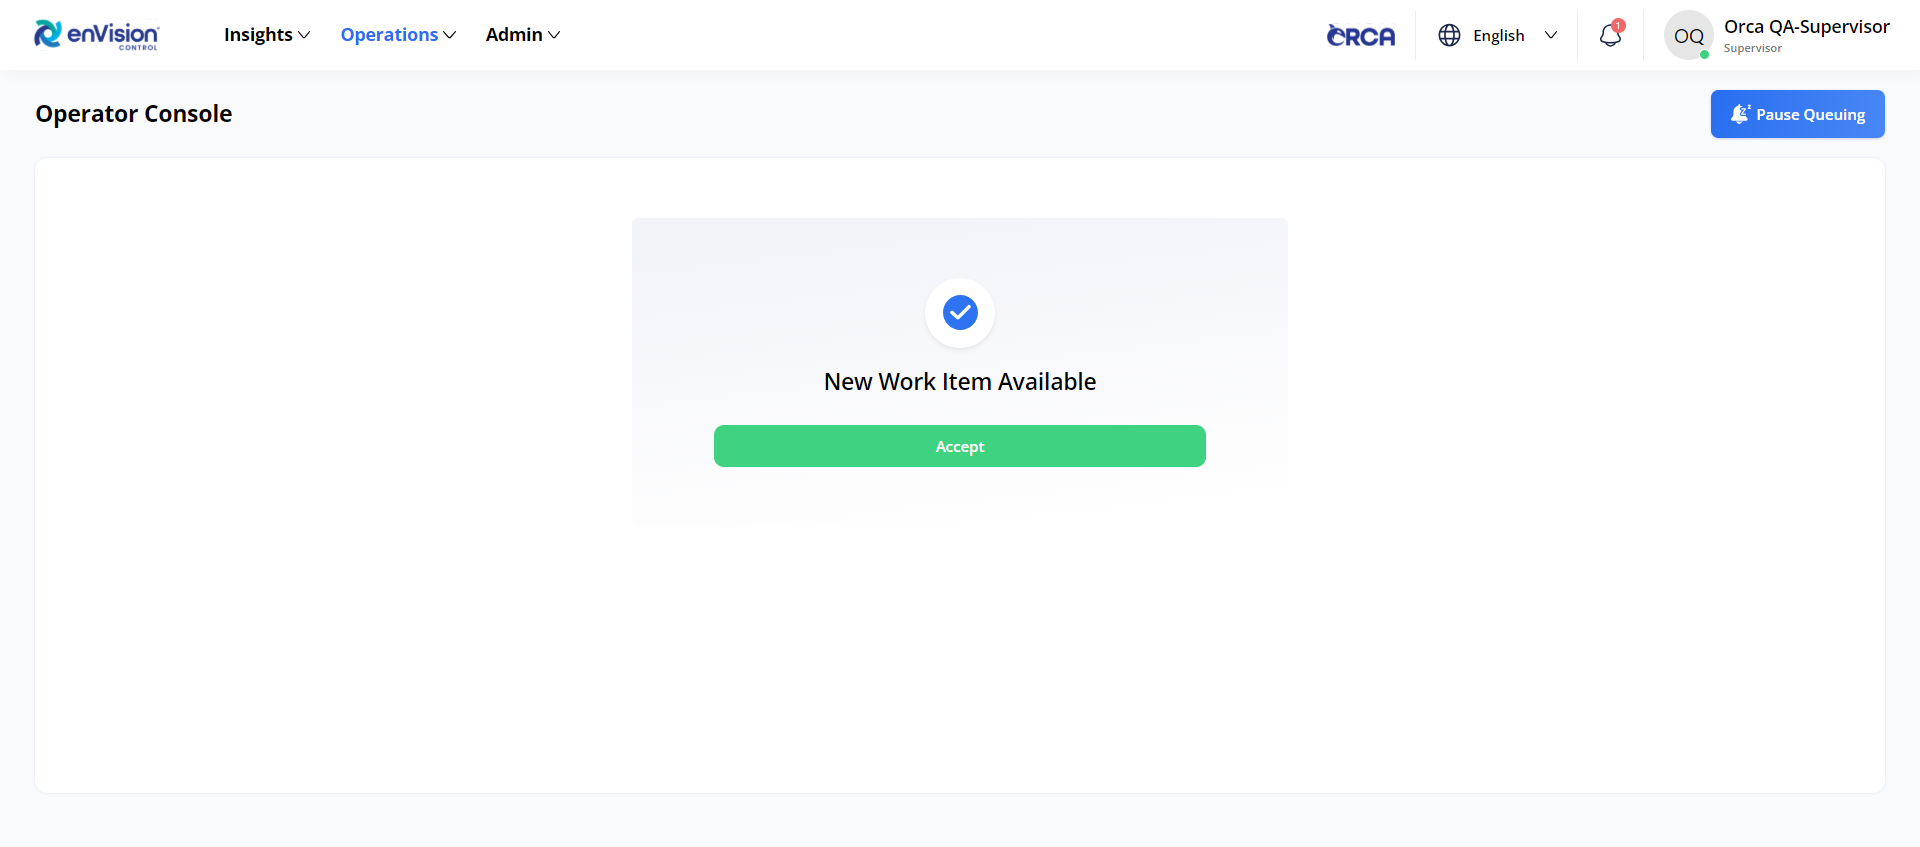 enVision
CONTROL
Insights
Operations
Admin
ORCA
English
1
OQ
Orca QA-Supervisor
Supervisor
Operator Console
Pause Queuing
New Work Item Available
Accept